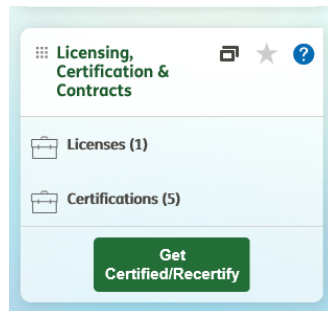 Licensing,
Certification &
Contracts
?
Licenses (1)
Certifications (5)
Get
Certified/Recertify